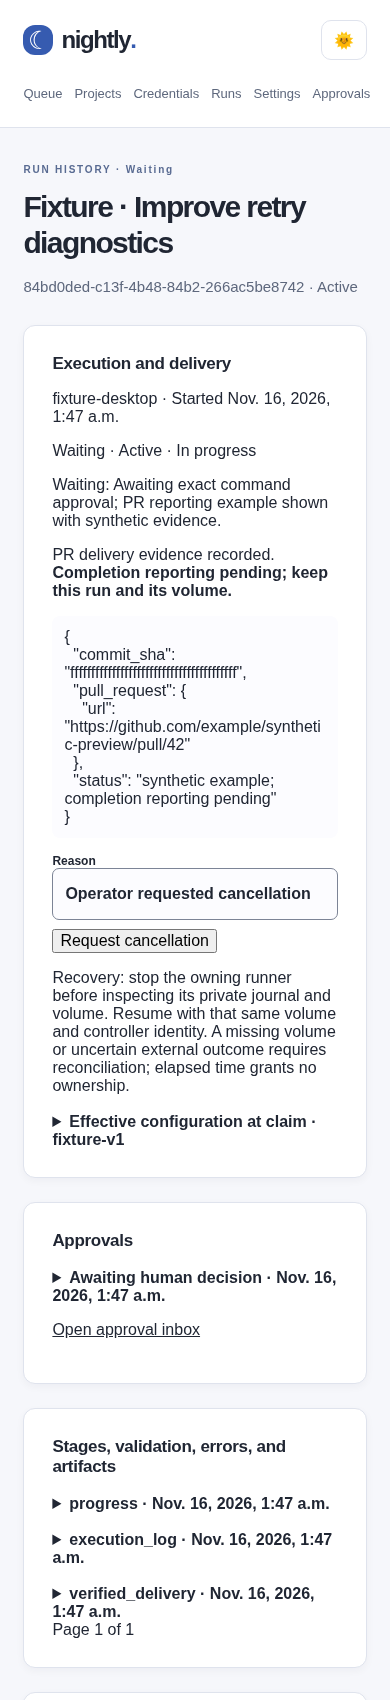 nightly.
Queue Projects Credentials Runs Settings Approvals
RUN HISTORY · Waiting
Fixture · Improve retry
diagnostics
84bd0ded-c13f-4b48-84b2-266ac5be8742 · Active
Execution and delivery
fixture-desktop · Started Nov. 16, 2026,
1:47 a.m.
Waiting · Active · In progress
Waiting: Awaiting exact command
approval; PR reporting example shown
with synthetic evidence.
PR delivery evidence recorded.
Completion reporting pending; keep
this run and its volume.
{
"commit_sha":
"ffffffffffffffffffffffffffffffffffffffff",
"pull_request": {
"url":
"https://github.com/example/syntheti
c-preview/pull/42"
},
"status": "synthetic example;
completion reporting pending"
}
Reason
Operator requested cancellation
Request cancellation
Recovery: stop the owning runner
before inspecting its private journal and
volume. Resume with that same volume
and controller identity. A missing volume
or uncertain external outcome requires
reconciliation; elapsed time grants no
ownership.
Effective configuration at claim ·
fixture-v1
Approvals
Awaiting human decision · Nov. 16,
2026, 1:47 a.m.
Open approval inbox
Stages, validation, errors, and
artifacts
progress · Nov. 16, 2026, 1:47 a.m.
execution_log · Nov. 16, 2026, 1:47
a.m.
verified_delivery · Nov. 16, 2026,
1:47 a.m.
Page 1 of 1